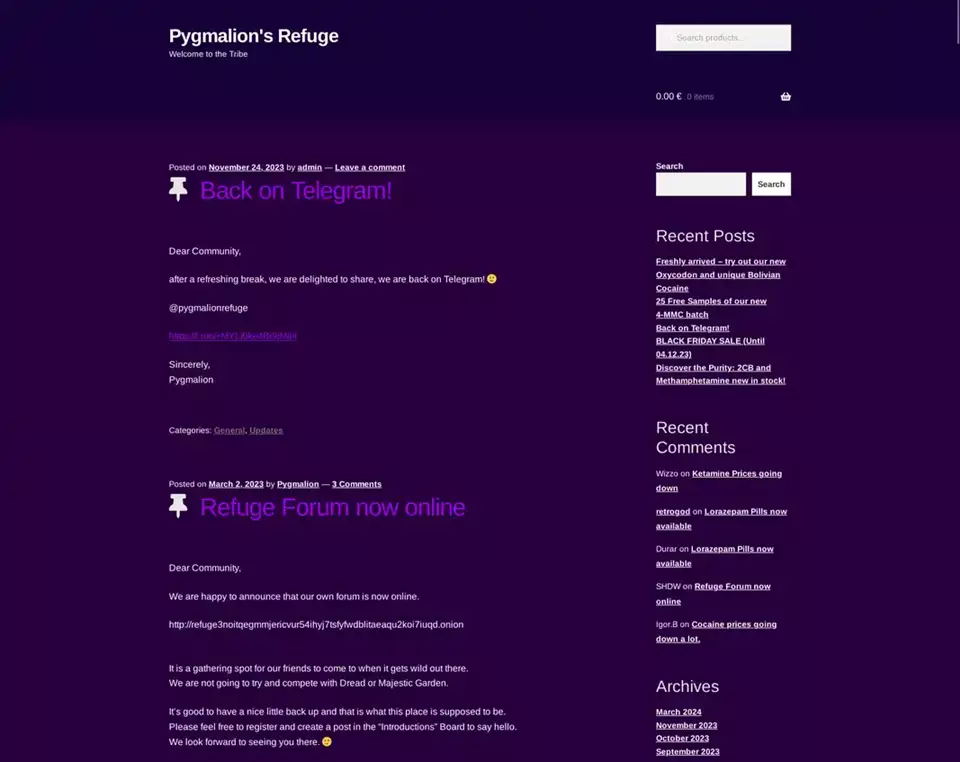 Pygmalion's Refuge
Welcome to the Tribe
Search products...
0.00 € 0 items
Posted on November 24, 2023 by admin — Leave a comment
Back on Telegram!
Dear Community,
after a refreshing break, we are delighted to share, we are back on Telegram! 🙂
@pygmalionrefuge
Sincerely,
Pygmalion
Categories: General, Updates
Posted on March 2, 2023 by Pygmalion — 3 Comments
Refuge Forum now online
Dear Community,
We are happy to announce that our own forum is now online.
http://refuge3noitqegmmjericvur54ihyj7tsfyfwdblitaeaqu2koi7iuqd.onion
It is a gathering spot for our friends to come to when it gets wild out there.
We are not going to try and compete with Dread or Majestic Garden.
It's good to have a nice little back up and that is what this place is supposed to be.
Please feel free to register and create a post in the "Introductions" Board to say hello.
We look forward to seeing you there. 🙂
Search
Search
Recent Posts
Freshly arrived – try out our new
Oxycodon and unique Bolivian
Cocaine
25 Free Samples of our new
4-MMC batch
Back on Telegram!
BLACK FRIDAY SALE (Until
04.12.23)
Discover the Purity: 2CB and
Methamphetamine new in stock!
Recent
Comments
Wizzo on Ketamine Prices going
down
retrogod on Lorazepam Pills now
available
Durar on Lorazepam Pills now
available
SHDW on Refuge Forum now
online
Igor.B on Cocaine prices going
down a lot.
Archives
March 2024
November 2023
October 2023
September 2023